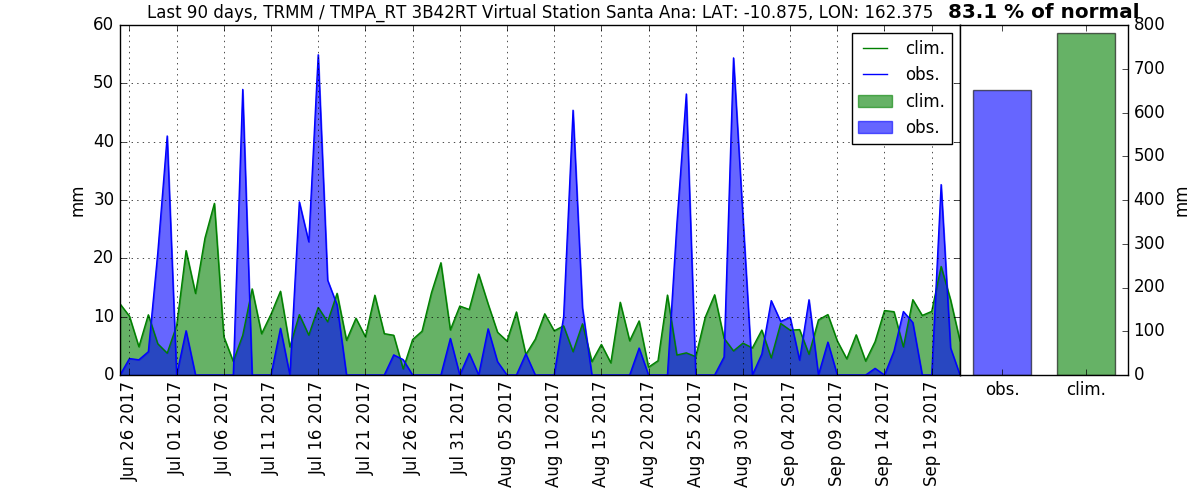 Last 90 days, TRMM / TMPA_RT 3B42RT Virtual Station Santa Ana: LAT: -10.875, LON: 162.375 83.1 % of normal
60
50
40
30
20
10
0
mm
clim.
obs.
clim.
obs.
800
700
600
500
400
300
200
100
0
mm
obs.
clim.
Jun 26 2017
Jul 01 2017
Jul 06 2017
Jul 11 2017
Jul 16 2017
Jul 21 2017
Jul 26 2017
Jul 31 2017
Aug 05 2017
Aug 10 2017
Aug 15 2017
Aug 20 2017
Aug 25 2017
Aug 30 2017
Sep 04 2017
Sep 09 2017
Sep 14 2017
Sep 19 2017